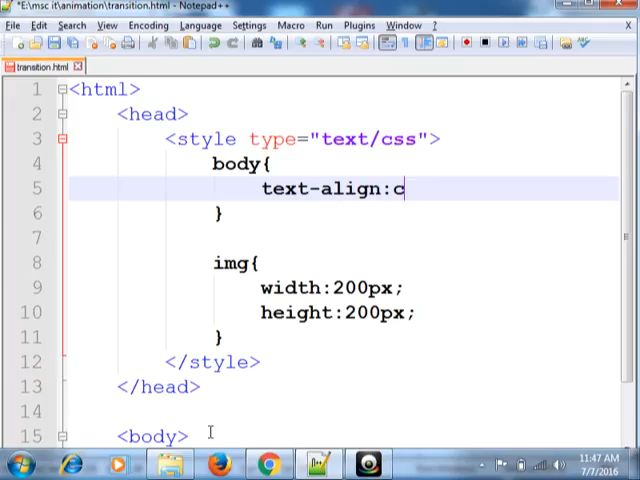 *E:\msc it\animation\transition.html - Notepad++
File Edit Search View Encoding Language Settings Macro Run Plugins Window ? X
transition.html
1 <html>
2 <head>
3 <style type="text/css">
4 body{
5 text-align:c
6 }
7
8 img{
9 width:200px;
10 height:200px;
11 }
12 </style>
13 </head>
14
15 <body>
11:47 AM
7/7/2016